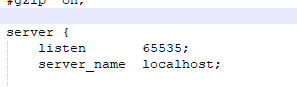 #gzip on;
server {
listen 65535;
server_name localhost;